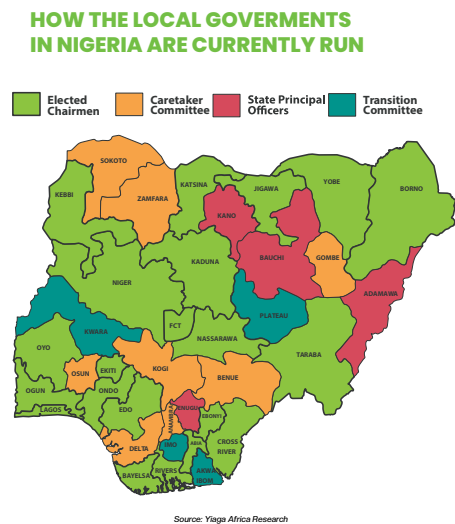 HOW THE LOCAL GOVERMENTS
IN NIGERIA ARE CURRENTLY RUN
Elected
Chairmen
Caretaker
Committee
State Principal
Officers
Transition
Committee
SOKOTO
KEBBI
ZAMFARA
KATSINA
JIGAWA
YOBE
BORNO
KANO
KADUNA
BAUCHI
GOMBE
NIGER
ADAMAWA
PLATEAU
KWARA
FCT
NASSARAWA
OYO
TARABA
OSUN
EKITI
KOGI
BENUE
OGUN
ONDO
LAGOS
EDO
ANAMBRA
ENUGU
EBONYI
DELTA
IMO
ABIA
CROSS
RIVER
BAYELSA
RIVERS
AKWA
IBOM
Source: Yiaga Africa Research